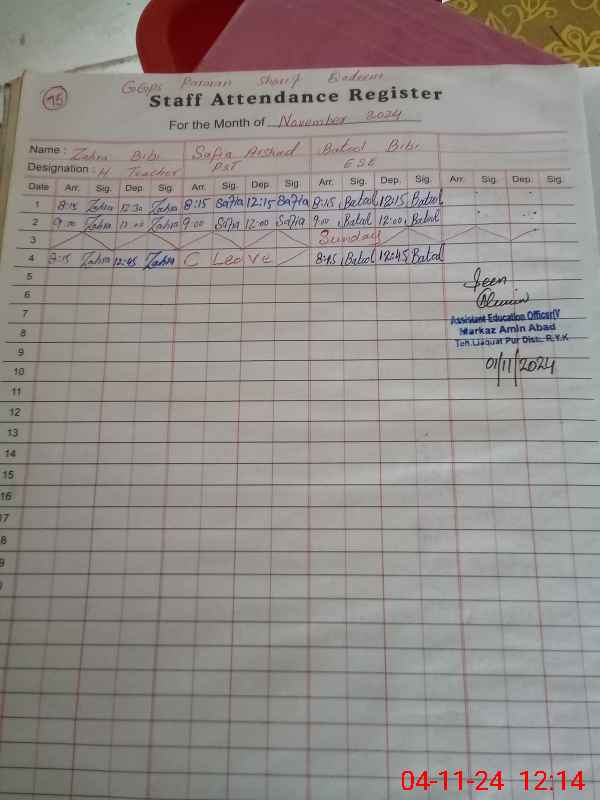 75
GGPS Pararan Sharif Qadeem
Staff Attendance Register
For the Month of November 2024
Name : Zahra Bibi Safia Arshad Batool Bibi
Designation : H Teacher PST ESE
Date Arr. Sig. Dep. Sig. Arr. Sig. Dep. Sig. Arr. Sig. Dep. Sig. Arr. Sig. Dep. Sig.
1 8:15 Zahra 12:30 Zahra 8:15 Safia 12:15 Safia 8:15 Batool 12:15 Batool
2 9:00 Zahra Zahra 9:00 Safia 12:00 Safia 9:00 Batool 12:00 Batool
3 Sunday
4 8:15 Zahra 12:45 Zahra C Leave 8:15 Batool 12:45 Batool
5
6 Seen
7
Assistant Education Officer
8 Markaz Amin Abad
Teh. Liaquat Pur Dist. R.Y.K
9
10 01/11/2024
11
12
13
14
15
16
17
8
9
04-11-24 12:14